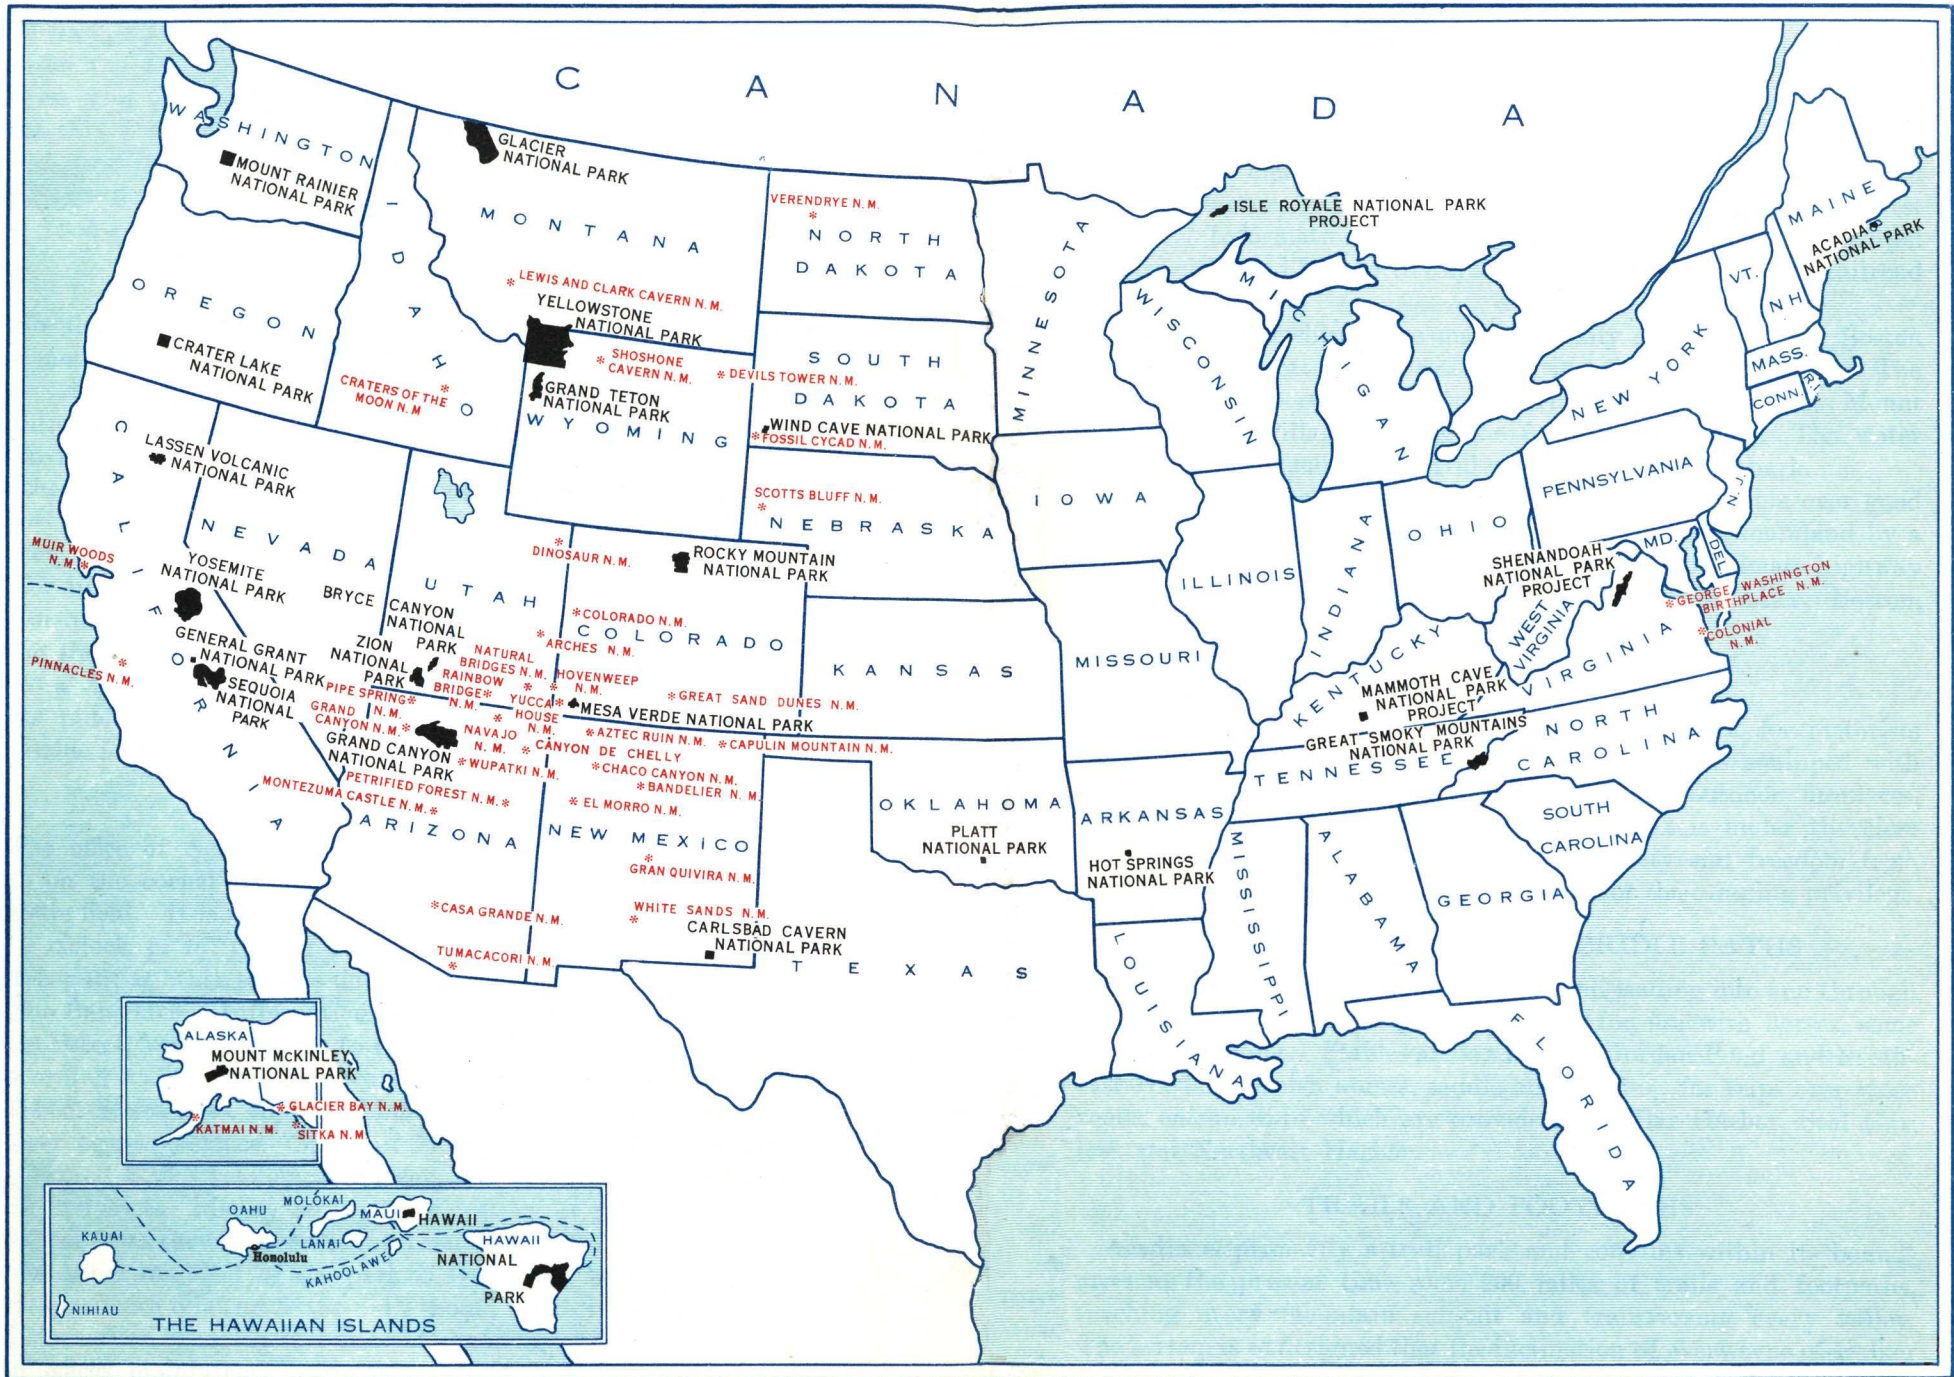 CANADA
WASHINGTON
MOUNT RAINIER
NATIONAL PARK
OREGON
CRATER LAKE
NATIONAL PARK
IDAHO
CRATERS OF THE
MOON N.M
MONTANA
GLACIER
NATIONAL PARK
LEWIS AND CLARK CAVERN N.M.
YELLOWSTONE
NATIONAL PARK
SHOSHONE
CAVERN N.M.
GRAND TETON
NATIONAL PARK
WYOMING
DEVILS TOWER N.M.
VERENDRYE N.M.
NORTH
DAKOTA
SOUTH
DAKOTA
WIND CAVE NATIONAL PARK
FOSSIL CYCAD N.M.
SCOTTS BLUFF N.M.
NEBRASKA
MINNESOTA
IOWA
WISCONSIN
MICHIGAN
ISLE ROYALE NATIONAL PARK
PROJECT
ILLINOIS
INDIANA
OHIO
PENNSYLVANIA
NEW YORK
VT.
NH
MAINE
ACADIA
NATIONAL PARK
MASS.
CONN.
R.I.
N.J.
MD.
DEL.
CALIFORNIA
LASSEN VOLCANIC
NATIONAL PARK
MUIR WOODS
N.M.
YOSEMITE
NATIONAL PARK
GENERAL GRANT
NATIONAL PARK
SEQUOIA
NATIONAL
PARK
PINNACLES N.M.
NEVADA
UTAH
BRYCE CANYON
NATIONAL
PARK
ZION
NATIONAL
PARK
DINOSAUR N.M.
ARCHES N.M.
NATURAL
BRIDGES N.M.
RAINBOW
BRIDGE
N.M.
HOVENWEEP
N.M.
YUCCA
HOUSE
N.M.
PIPE SPRING
N.M.
GRAND
CANYON N.M.
GRAND CANYON
NATIONAL PARK
NAVAJO
N.M.
CANYON DE CHELLY
WUPATKI N.M.
PETRIFIED FOREST N.M.
MONTEZUMA CASTLE N.M.
ARIZONA
CASA GRANDE N.M.
TUMACACORI N.M.
ROCKY MOUNTAIN
NATIONAL PARK
COLORADO N.M.
COLORADO
GREAT SAND DUNES N.M.
MESA VERDE NATIONAL PARK
AZTEC RUIN N.M.
CAPULIN MOUNTAIN N.M.
CHACO CANYON N.M.
BANDELIER N.M.
EL MORRO N.M.
NEW MEXICO
GRAN QUIVIRA N.M.
WHITE SANDS N.M.
CARLSBAD CAVERN
NATIONAL PARK
TEXAS
KANSAS
OKLAHOMA
PLATT
NATIONAL PARK
MISSOURI
ARKANSAS
HOT SPRINGS
NATIONAL PARK
LOUISIANA
MISSISSIPPI
ALABAMA
GEORGIA
FLORIDA
SOUTH
CAROLINA
NORTH
CAROLINA
TENNESSEE
GREAT SMOKY MOUNTAINS
NATIONAL PARK
KENTUCKY
MAMMOTH CAVE
NATIONAL PARK
PROJECT
WEST
VIRGINIA
VIRGINIA
SHENANDOAH
NATIONAL PARK
PROJECT
GEORGE WASHINGTON
BIRTHPLACE N.M.
COLONIAL
N.M.
ALASKA
MOUNT McKINLEY
NATIONAL PARK
GLACIER BAY N.M.
KATMAI N.M.
SITKA N.M.
KAUAI
NIHIAU
OAHU
Honolulu
MOLOKAI
LANAI
MAUI
KAHOOLAWE
HAWAII
HAWAII
NATIONAL
PARK
THE HAWAIIAN ISLANDS